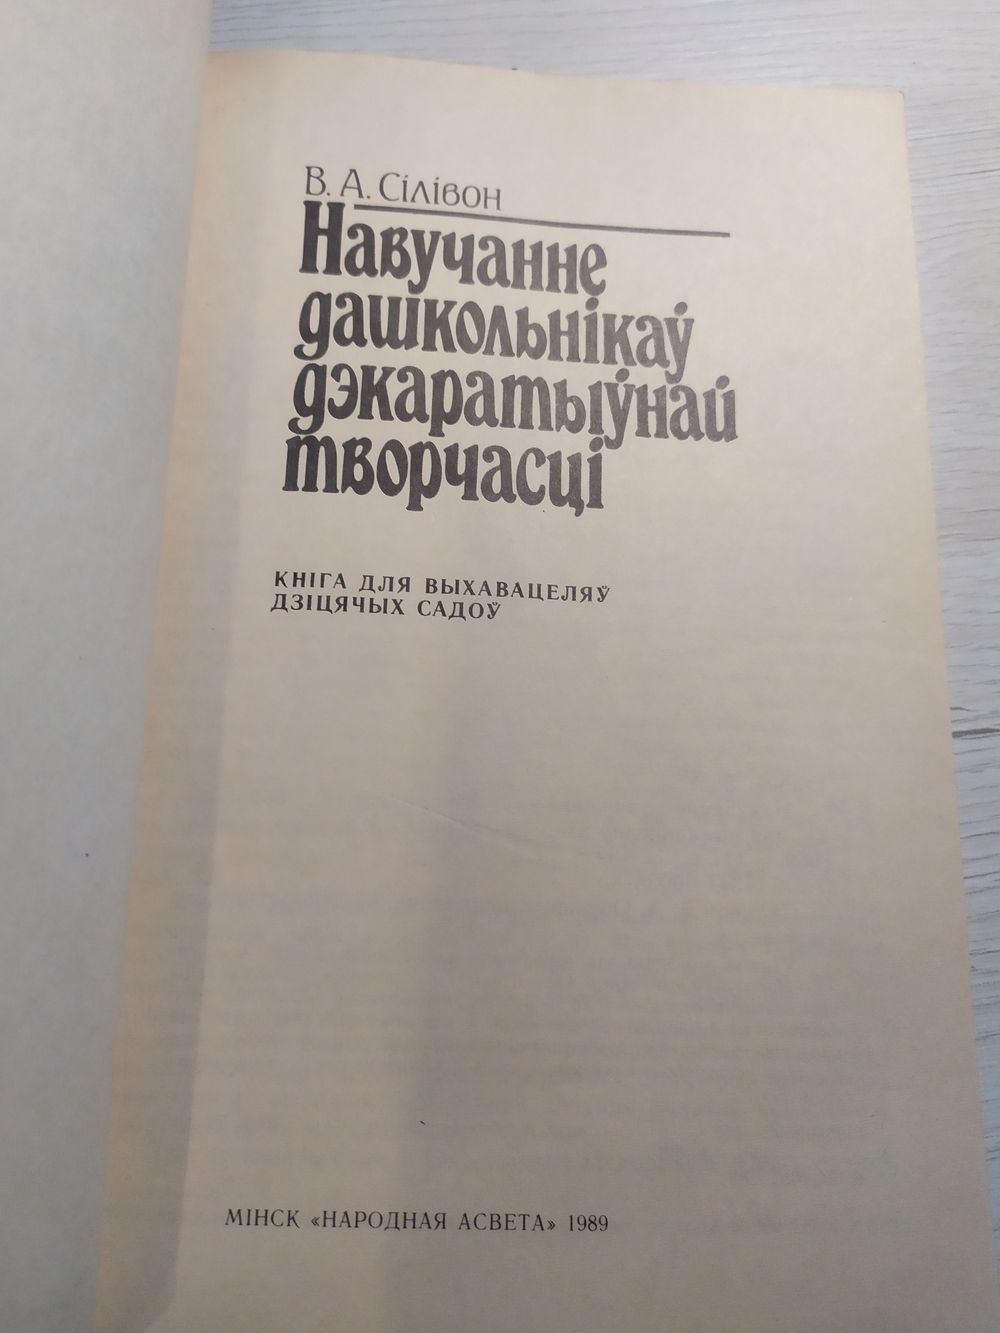 В. А. Сілівон
Навучанне
дашкольнікаў
дэкаратыўнай
творчасці
КНІГА ДЛЯ ВЫХАВАЦЕЛЯЎ
ДЗІЦЯЧЫХ САДОЎ
МІНСК «НАРОДНАЯ АСВЕТА» 1989